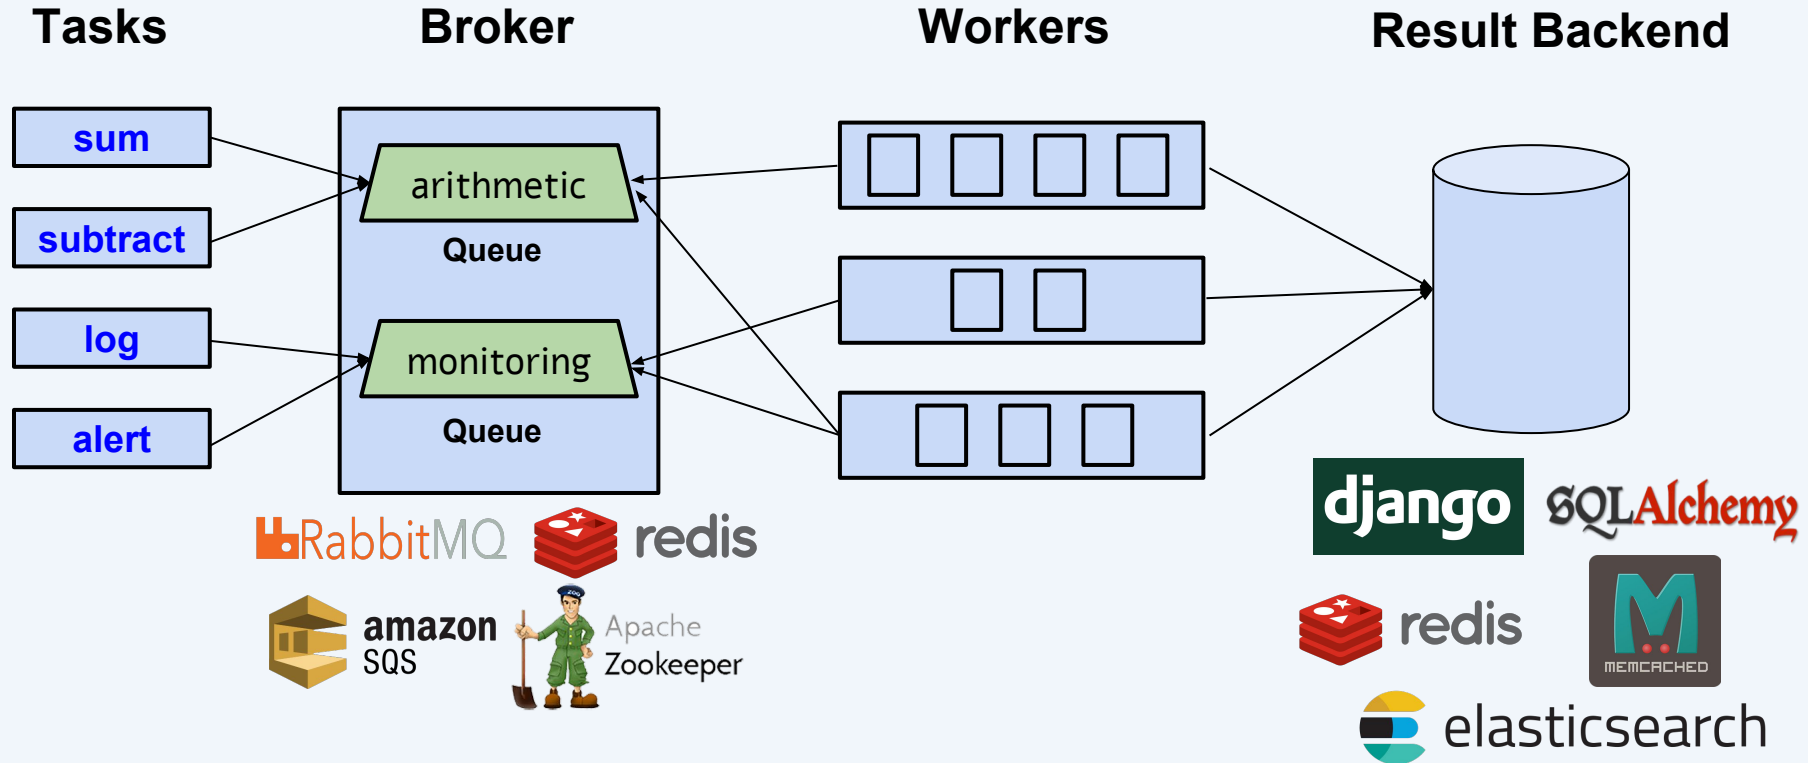 Tasks
Broker
Workers
Result Backend
sum
subtract
log
alert
arithmetic
Queue
monitoring
Queue
RabbitMQ
redis
amazon
SQS
ZOO
Apache
Zookeeper
django
SQLAlchemy
redis
MEMCACHED
elasticsearch